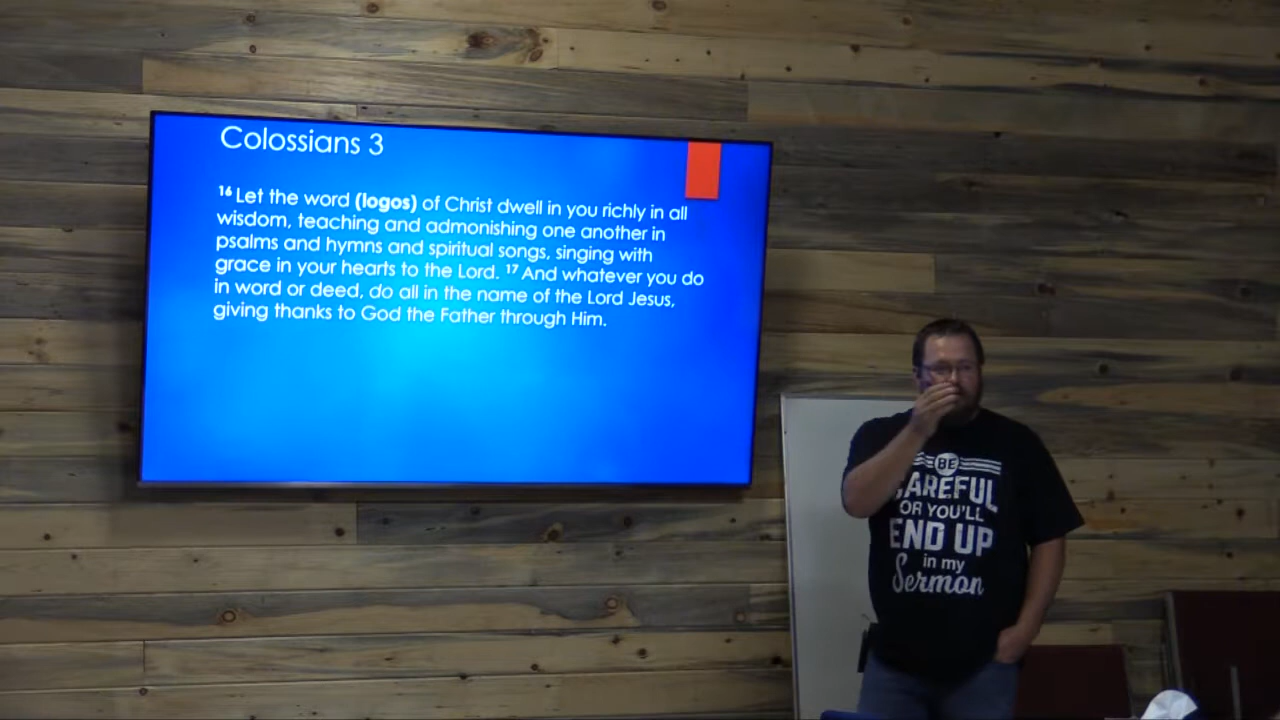 Colossians 3
16 Let the word (logos) of Christ dwell in you richly in all
wisdom, teaching and admonishing one another in
psalms and hymns and spiritual songs, singing with
grace in your hearts to the Lord. 17 And whatever you do
in word or deed, do all in the name of the Lord Jesus,
giving thanks to God the Father through Him.
BE
CAREFUL
OR YOU'LL
END UP
in my
Sermon